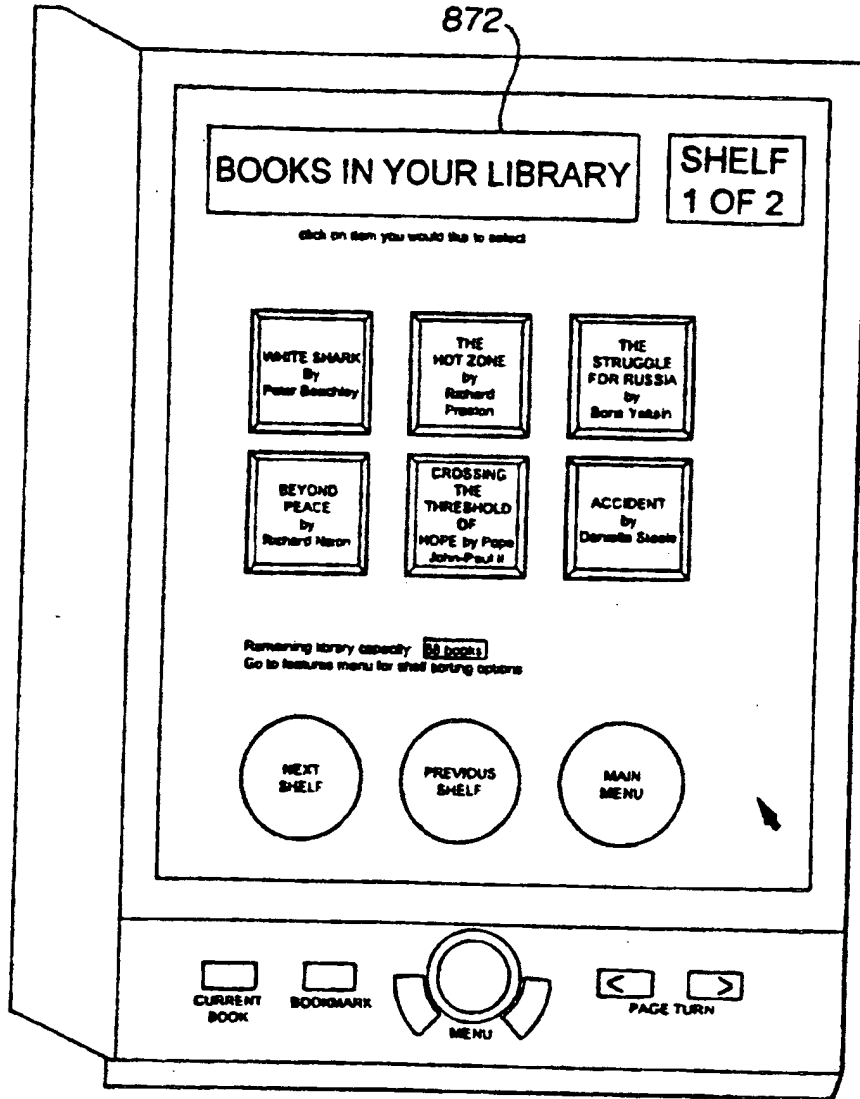 872
BOOKS IN YOUR LIBRARY
SHELF
1 OF 2
click on item you would like to select
WHITE SHARK
By
Peter Benchley
THE
HOT ZONE
by
Richard
Preston
THE
STRUGGLE
FOR RUSSIA
by
Boris Yeltsin
BEYOND
PEACE
by
Richard Nixon
CROSSING
THE
THRESHOLD
OF
HOPE by Pope
John-Paul II
ACCIDENT
by
Danielle Steele
Remaining library capacity books
Go to features menu for shelf sorting options
NEXT
SHELF
PREVIOUS
SHELF
MAIN
MENU
CURRENT
BOOK
BOOKMARK
MENU
< >
PAGE TURN